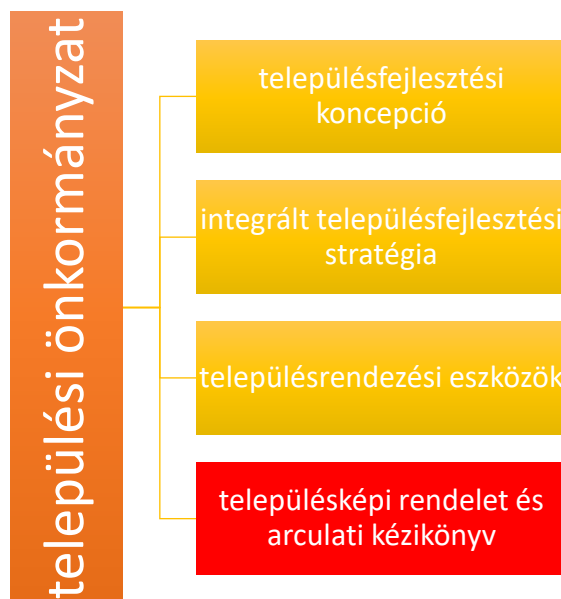 települési önkormányzat
településfejlesztési
koncepció
integrált településfejlesztési
stratégia
településrendezési eszközök
településképi rendelet és
arculati kézikönyv